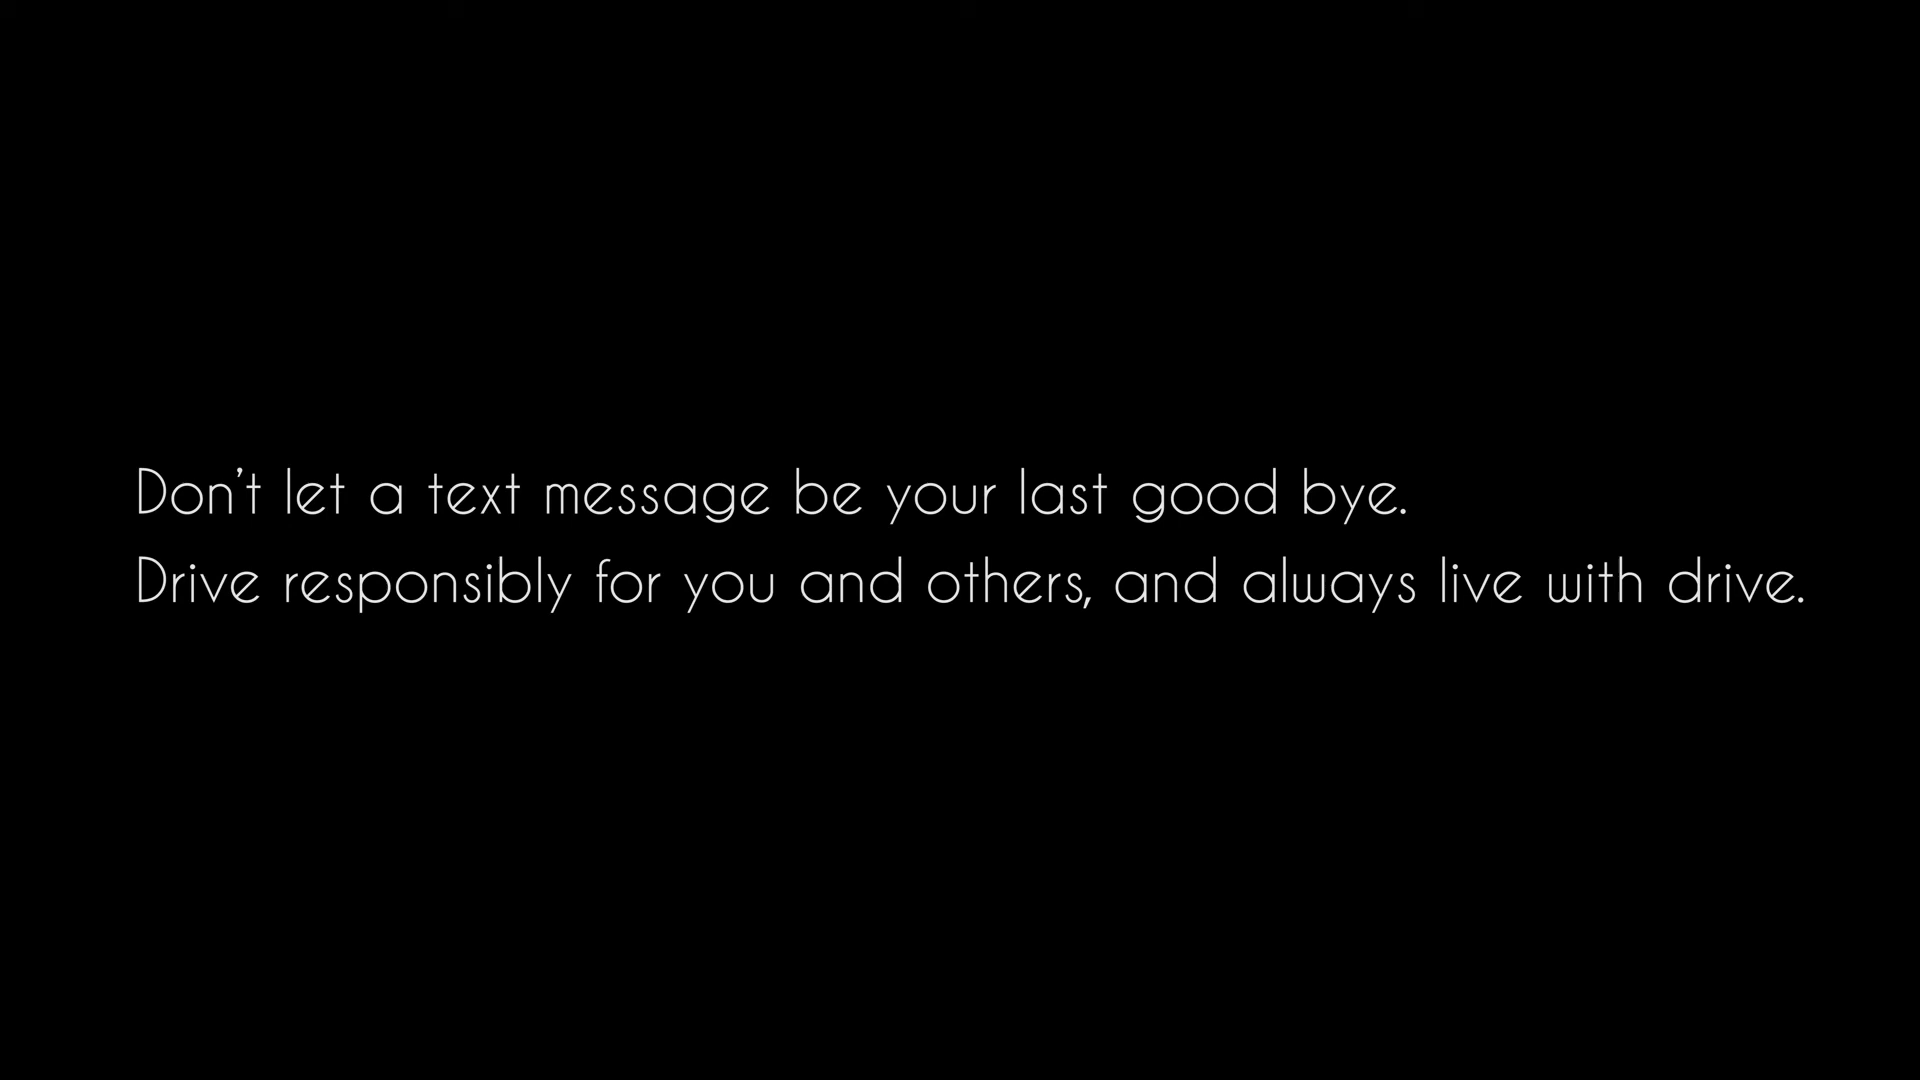 Don't let a text message be your last good bye.
Drive responsibly for you and others, and always live with drive.